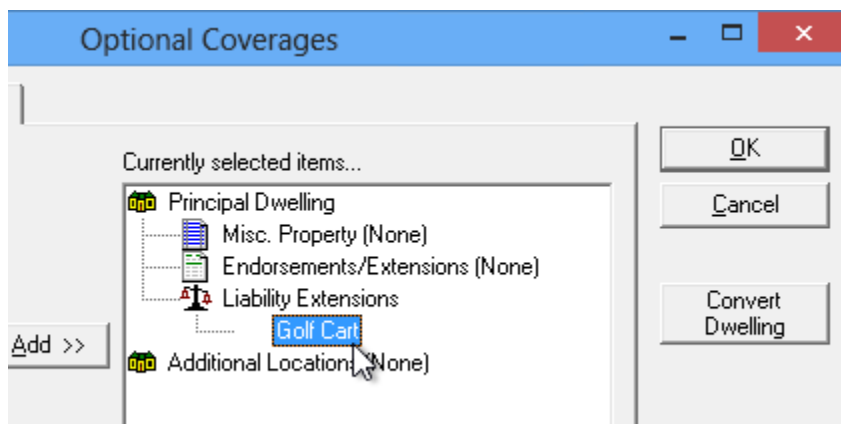 Optional Coverages
Currently selected items...
Principal Dwelling
Misc. Property (None)
Endorsements/Extensions (None)
Liability Extensions
Golf Cart
Additional Locations (None)
Add >>
OK
Cancel
Convert
Dwelling